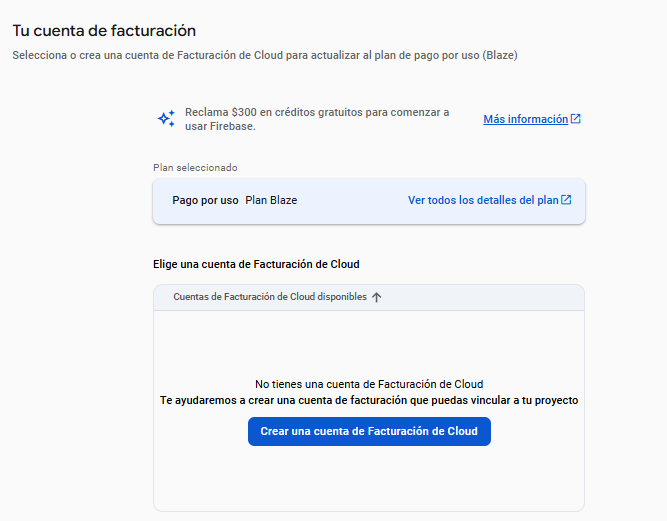 Tu cuenta de facturación
Selecciona o crea una cuenta de Facturación de Cloud para actualizar al plan de pago por uso (Blaze)
Reclama $300 en créditos gratuitos para comenzar a
usar Firebase.
Más información
Plan seleccionado
Pago por uso Plan Blaze
Ver todos los detalles del plan
Elige una cuenta de Facturación de Cloud
Cuentas de Facturación de Cloud disponibles
No tienes una cuenta de Facturación de Cloud
Te ayudaremos a crear una cuenta de facturación que puedas vincular a tu proyecto
Crear una cuenta de Facturación de Cloud